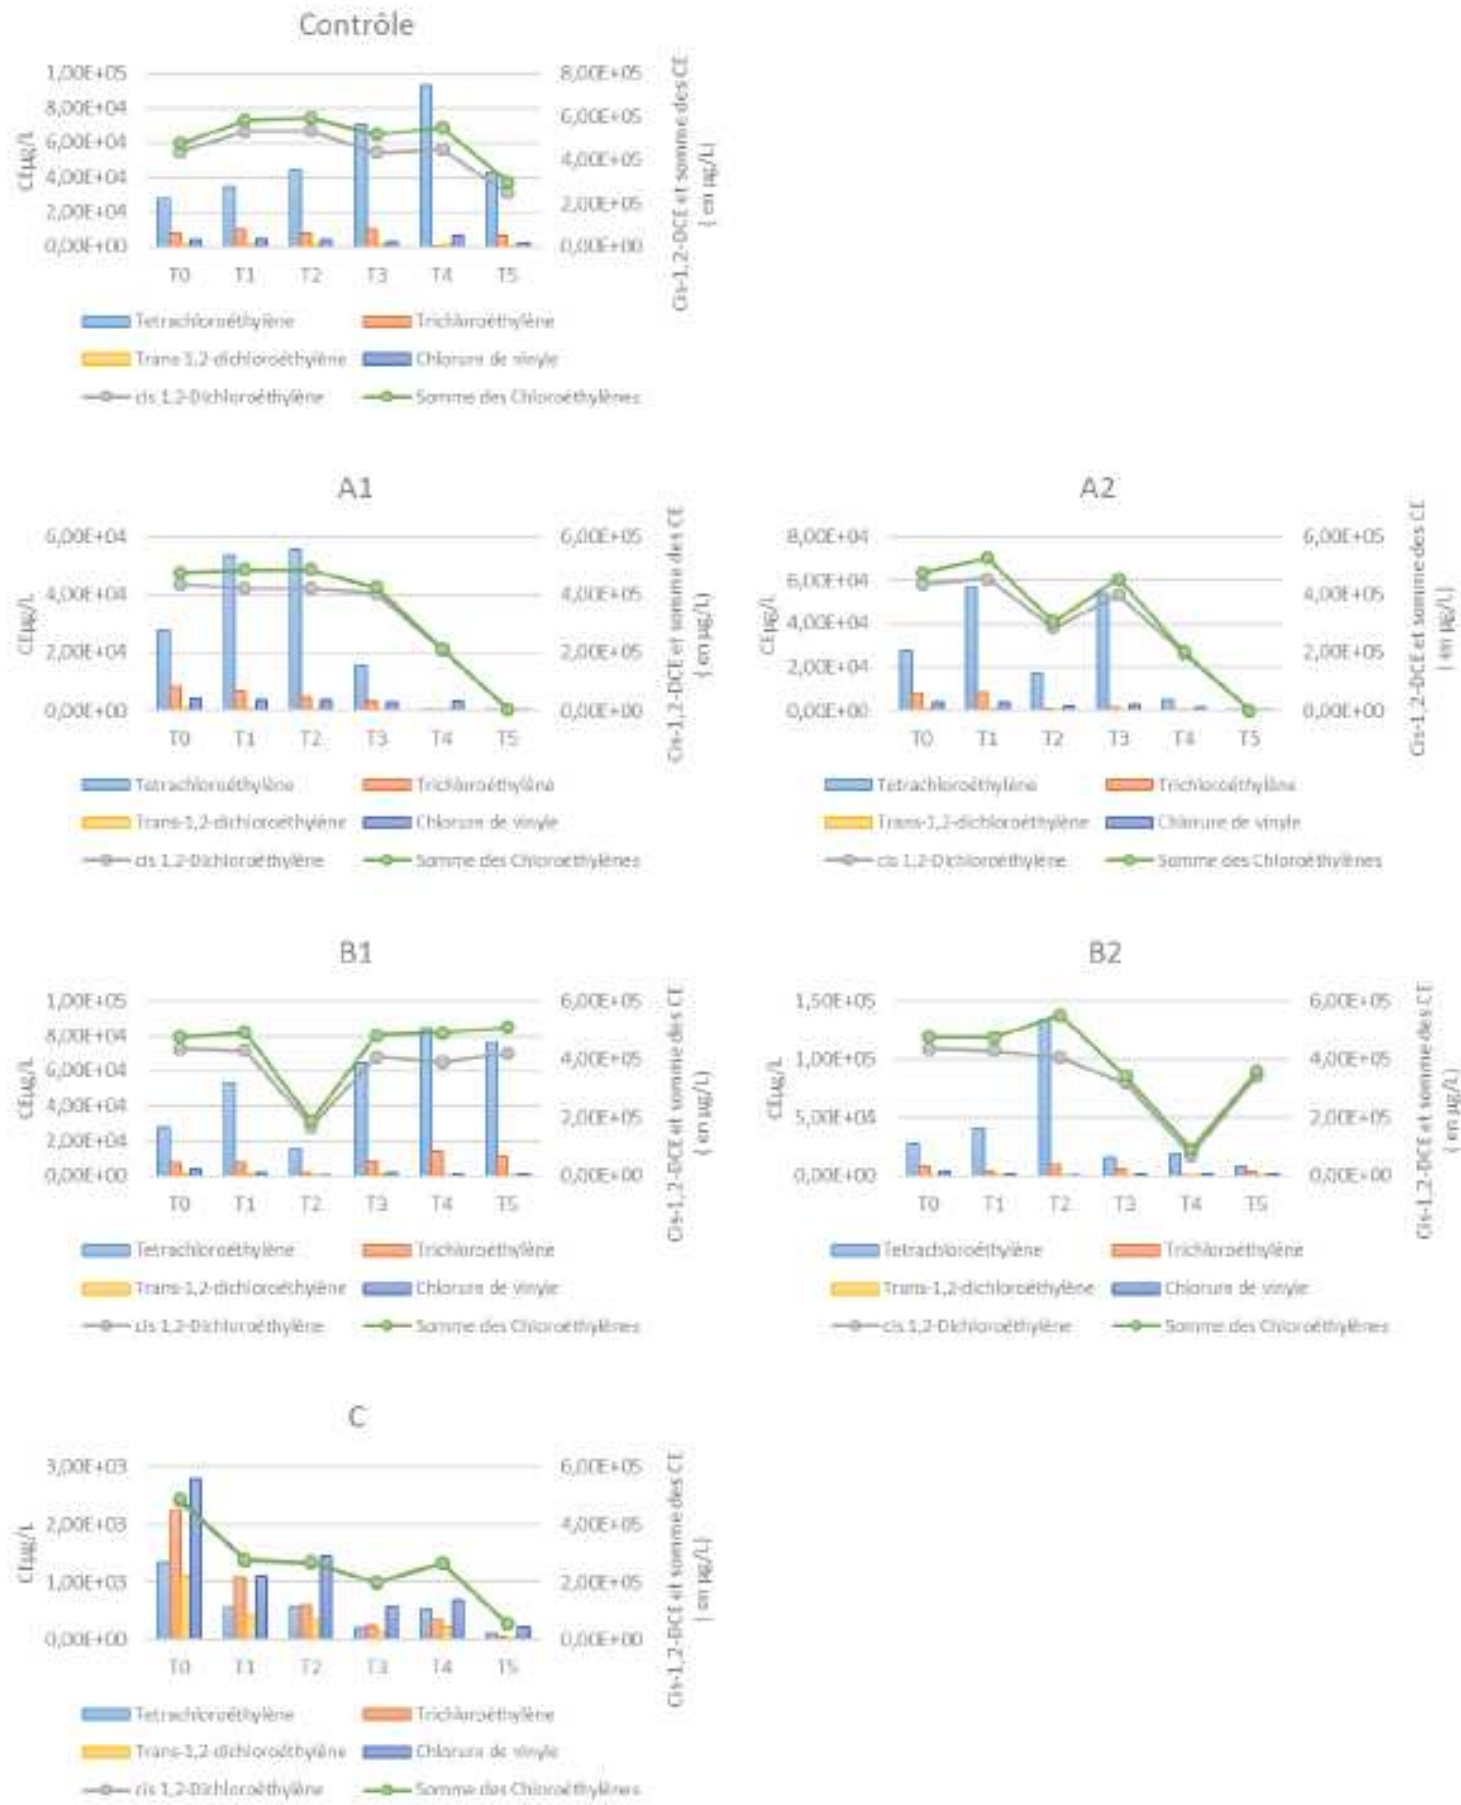 Contrôle
1,00E+05
8,00E+04
6,00E+04
4,00E+04
2,00E+04
0,00E+00
CEµg/L
8,00E+05
6,00E+05
4,00E+05
2,00E+05
0,00E+00
Cis-1,2-DCE et somme des CE
( en µg/L)
T0 T1 T2 T3 T4 T5
Tetrachloroéthylène Trichloroéthylène
Trans-1,2-dichloroéthylène Chlorure de vinyle
cis 1,2-Dichloroéthylène Somme des Chloroéthylènes
A1
6,00E+04
4,00E+04
2,00E+04
0,00E+00
CEµg/L
6,00E+05
4,00E+05
2,00E+05
0,00E+00
Cis-1,2-DCE et somme des CE
( en µg/L)
T0 T1 T2 T3 T4 T5
Tetrachloroéthylène Trichloroéthylène
Trans-1,2-dichloroéthylène Chlorure de vinyle
cis 1,2-Dichloroéthylène Somme des Chloroéthylènes
A2
8,00E+04
6,00E+04
4,00E+04
2,00E+04
0,00E+00
CEµg/L
6,00E+05
4,00E+05
2,00E+05
0,00E+00
Cis-1,2-DCE et somme des CE
( en µg/L)
T0 T1 T2 T3 T4 T5
Tetrachloroéthylène Trichloroéthylène
Trans-1,2-dichloroéthylène Chlorure de vinyle
cis 1,2-Dichloroéthylène Somme des Chloroéthylènes
B1
1,00E+05
8,00E+04
6,00E+04
4,00E+04
2,00E+04
0,00E+00
CEµg/L
6,00E+05
4,00E+05
2,00E+05
0,00E+00
Cis-1,2-DCE et somme des CE
( en µg/L)
T0 T1 T2 T3 T4 T5
Tetrachloroéthylène Trichloroéthylène
Trans-1,2-dichloroéthylène Chlorure de vinyle
cis 1,2-Dichloroéthylène Somme des Chloroéthylènes
B2
1,50E+05
1,00E+05
5,00E+04
0,00E+00
CEµg/L
6,00E+05
4,00E+05
2,00E+05
0,00E+00
Cis-1,2-DCE et somme des CE
( en µg/L)
T0 T1 T2 T3 T4 T5
Tetrachloroéthylène Trichloroéthylène
Trans-1,2-dichloroéthylène Chlorure de vinyle
cis 1,2-Dichloroéthylène Somme des Chloroéthylènes
C
3,00E+03
2,00E+03
1,00E+03
0,00E+00
CEµg/L
6,00E+05
4,00E+05
2,00E+05
0,00E+00
Cis-1,2-DCE et somme des CE
( en µg/L)
T0 T1 T2 T3 T4 T5
Tetrachloroéthylène Trichloroéthylène
Trans-1,2-dichloroéthylène Chlorure de vinyle
cis 1,2-Dichloroéthylène Somme des Chloroéthylènes